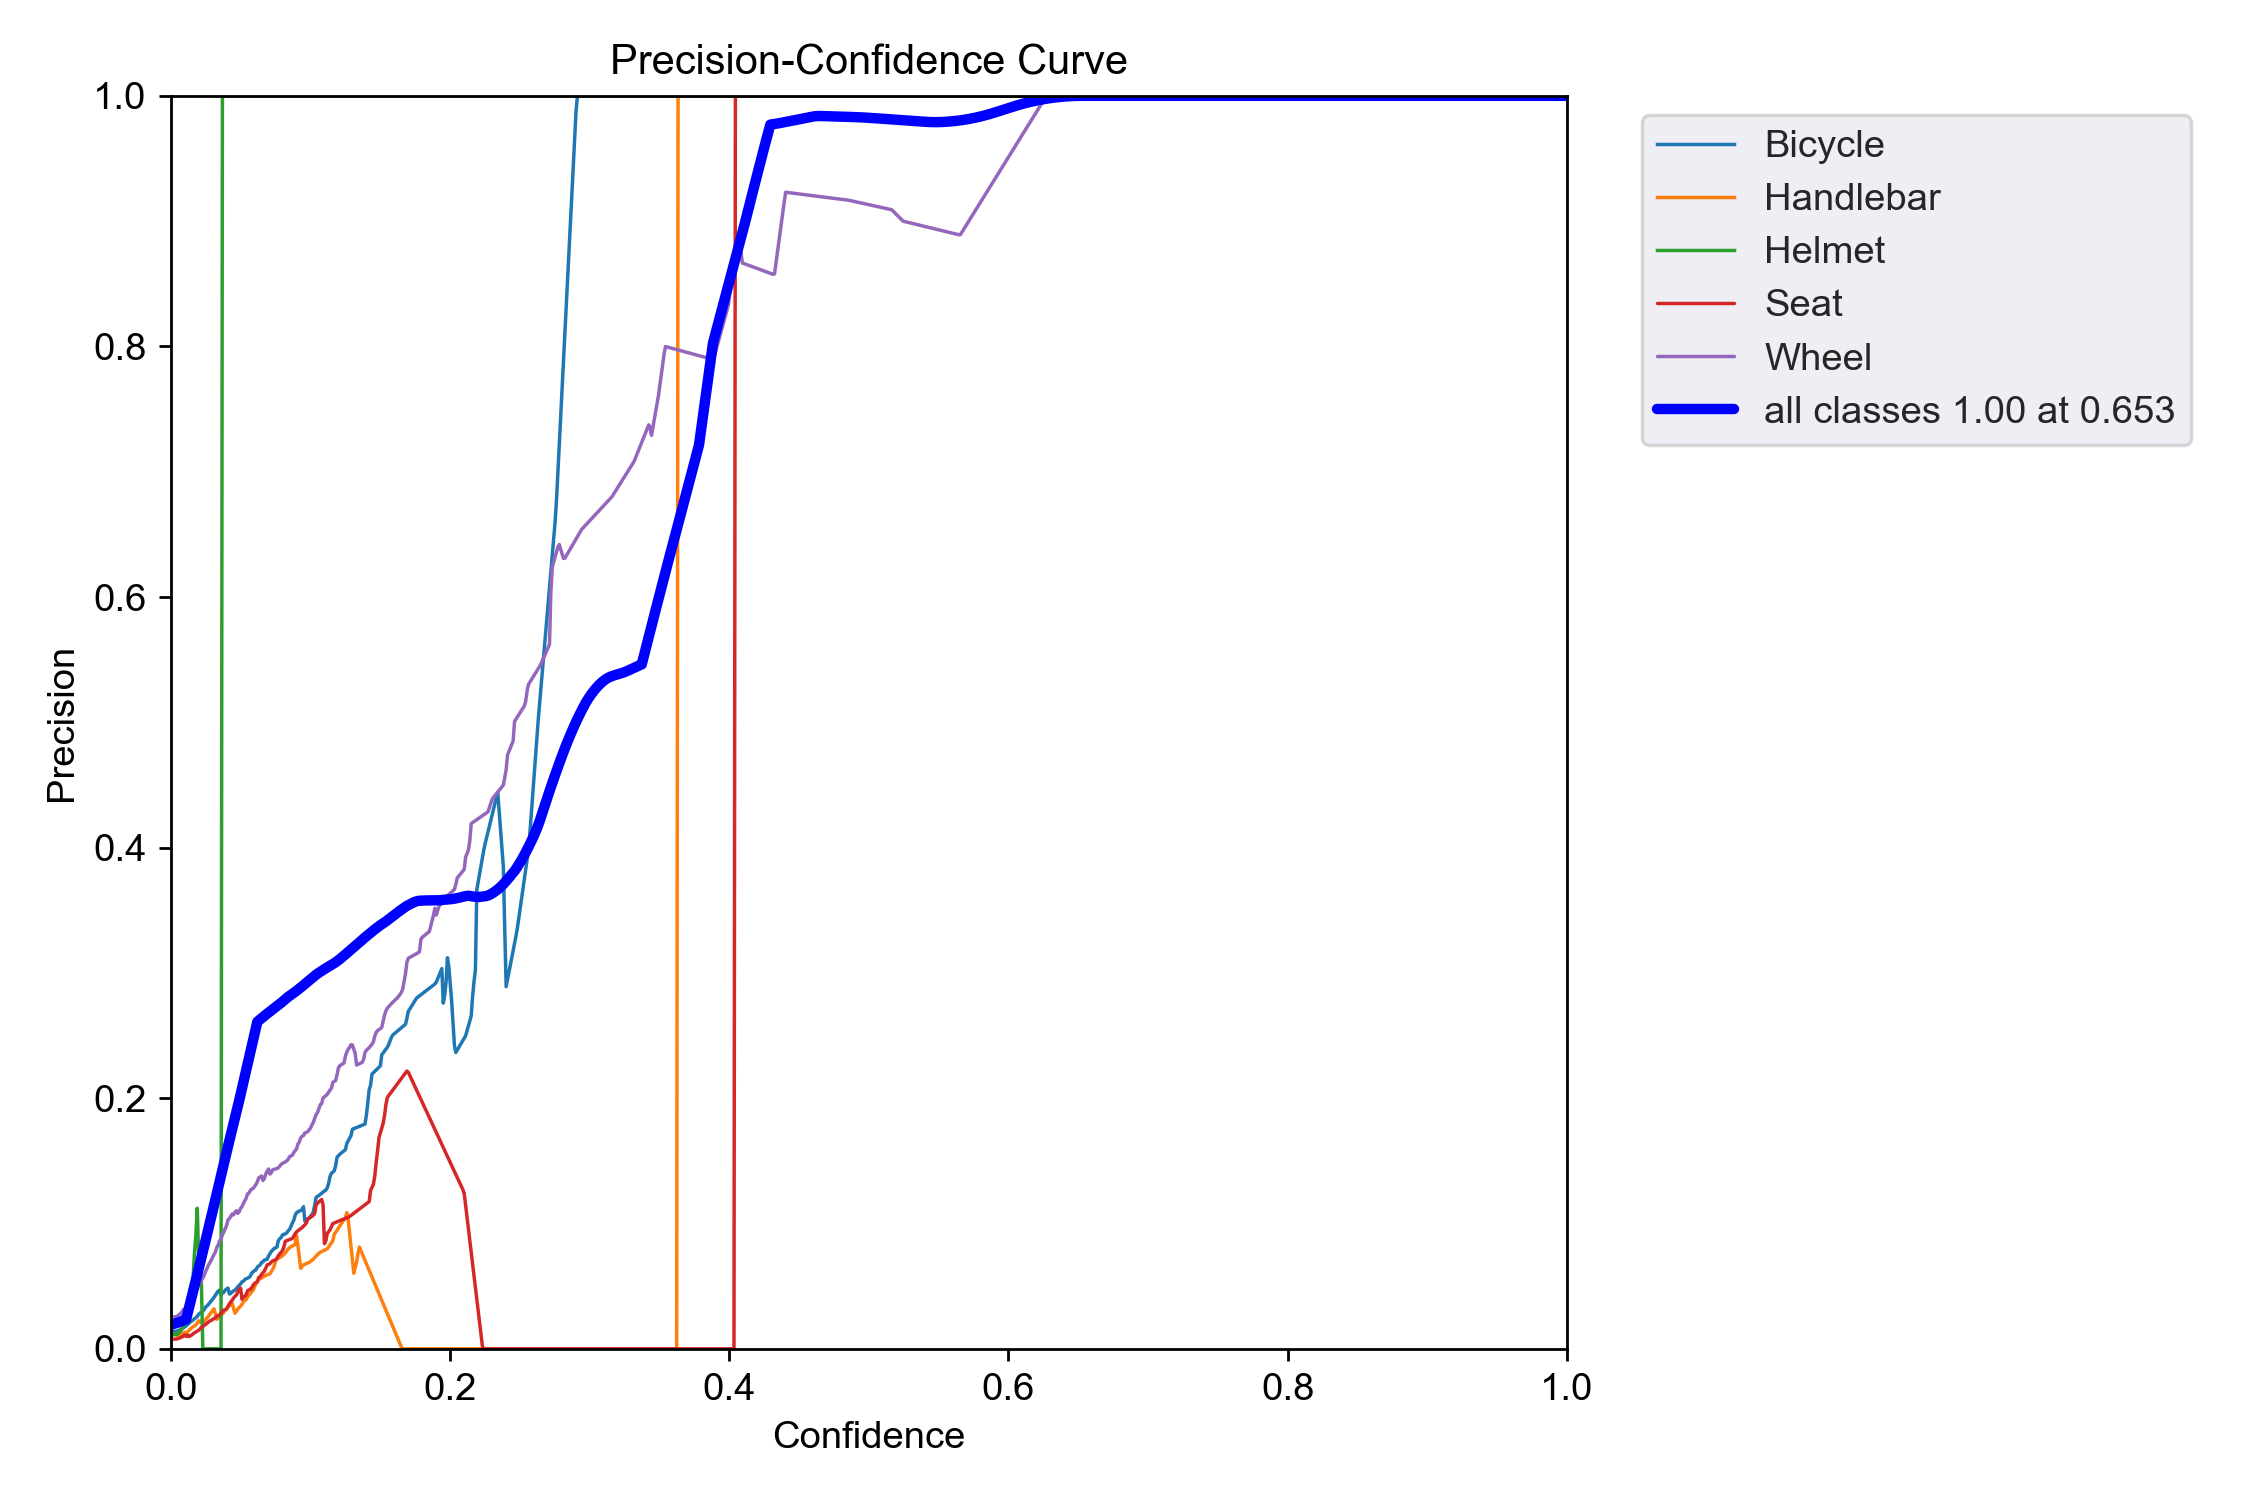 Precision-Confidence Curve
1.0
0.8
0.6
0.4
0.2
0.0
Precision
0.0 0.2 0.4 0.6 0.8 1.0
Confidence
Bicycle
Handlebar
Helmet
Seat
Wheel
all classes 1.00 at 0.653